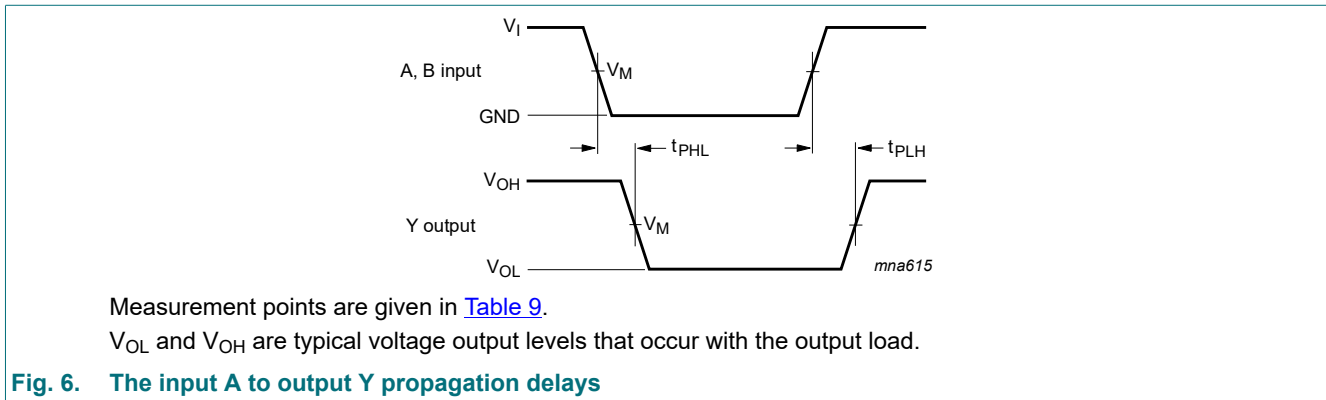 V_I
A, B input
V_M
GND
t_PHL
t_PLH
V_OH
Y output
V_M
V_OL
mna615
Measurement points are given in Table 9.
V_OL and V_OH are typical voltage output levels that occur with the output load.
Fig. 6. The input A to output Y propagation delays